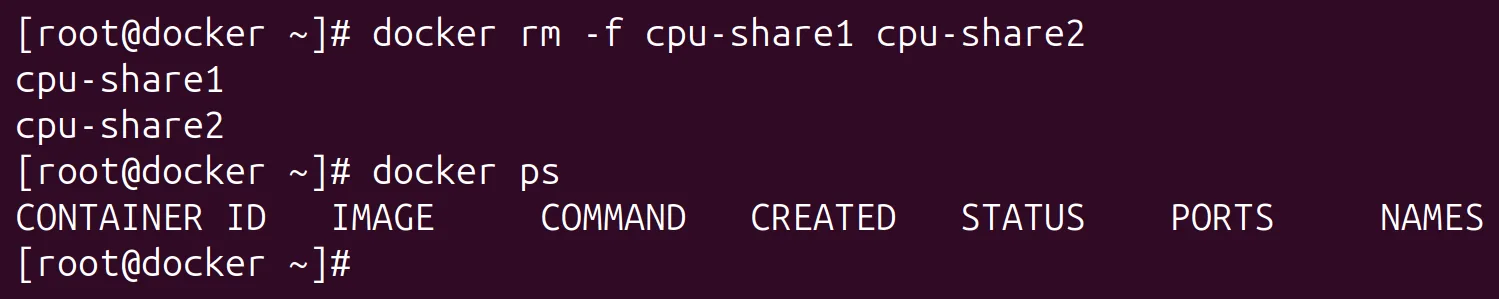 [root@docker ~]# docker rm -f cpu-share1 cpu-share2
cpu-share1
cpu-share2
[root@docker ~]# docker ps
CONTAINER ID   IMAGE     COMMAND   CREATED   STATUS    PORTS     NAMES
[root@docker ~]#